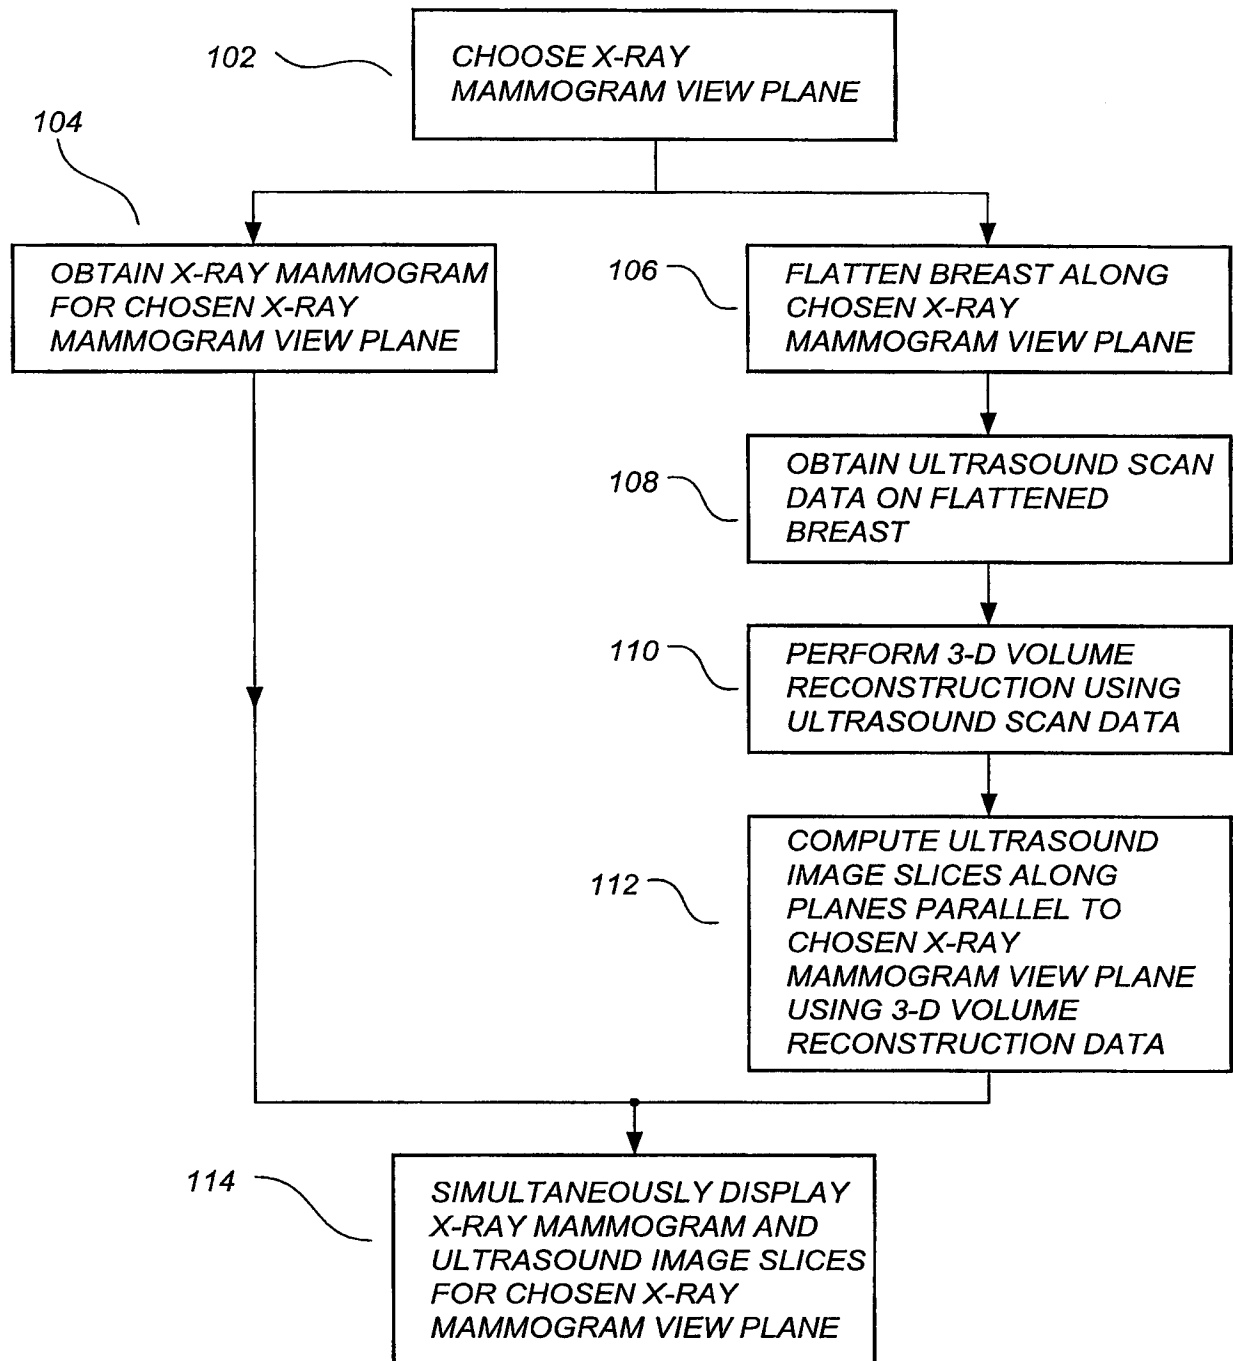 102
CHOOSE X-RAY
MAMMOGRAM VIEW PLANE
104
OBTAIN X-RAY MAMMOGRAM
FOR CHOSEN X-RAY
MAMMOGRAM VIEW PLANE
106
FLATTEN BREAST ALONG
CHOSEN X-RAY
MAMMOGRAM VIEW PLANE
108
OBTAIN ULTRASOUND SCAN
DATA ON FLATTENED
BREAST
110
PERFORM 3-D VOLUME
RECONSTRUCTION USING
ULTRASOUND SCAN DATA
112
COMPUTE ULTRASOUND
IMAGE SLICES ALONG
PLANES PARALLEL TO
CHOSEN X-RAY
MAMMOGRAM VIEW PLANE
USING 3-D VOLUME
RECONSTRUCTION DATA
114
SIMULTANEOUSLY DISPLAY
X-RAY MAMMOGRAM AND
ULTRASOUND IMAGE SLICES
FOR CHOSEN X-RAY
MAMMOGRAM VIEW PLANE